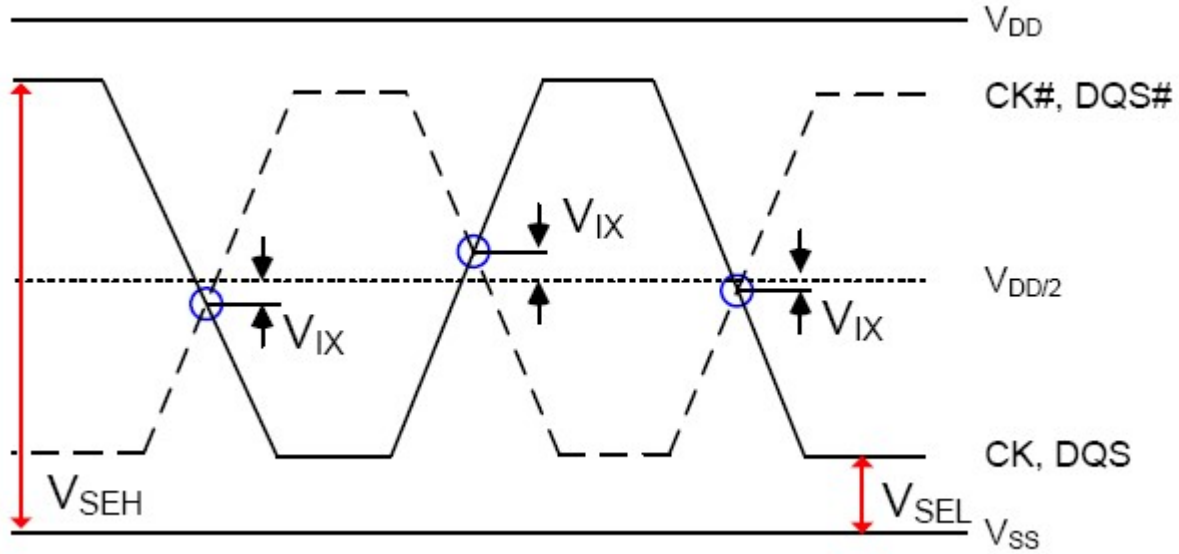 VDD
CK#, DQS#
VIX
VDD/2
VIX
VIX
CK, DQS
VSEH
VSEL
VSS